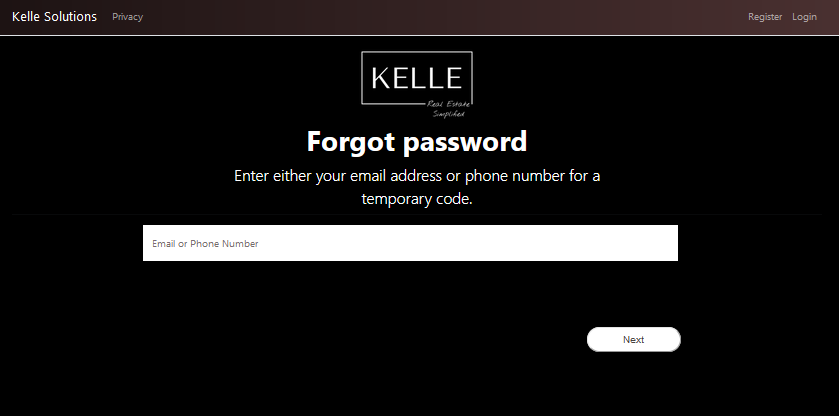 Kelle Solutions Privacy Register Login
KELLE
Real Estate
Simplified
Forgot password
Enter either your email address or phone number for a
temporary code.
Email or Phone Number
Next